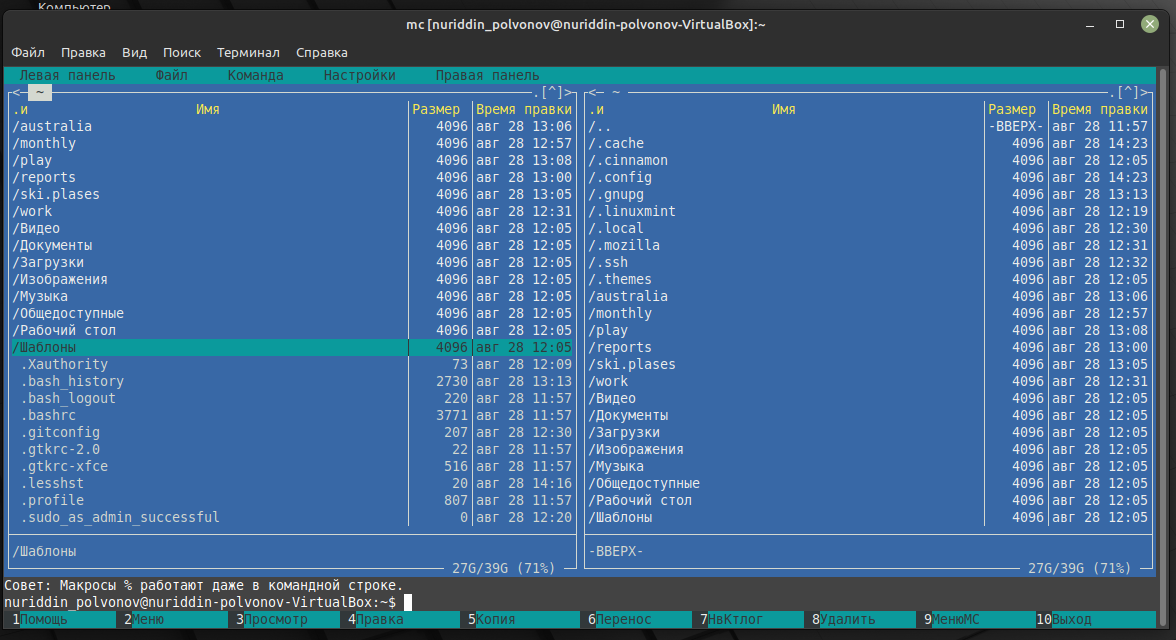 Компьютер
mc [nuriddin_polvonov@nuriddin-polvonov-VirtualBox]:~
Файл Правка Вид Поиск Терминал Справка
Левая панель Файл Команда Настройки Правая панель
<─ ~ .[^]> <─ ~ .[^]>
.и Имя Размер Время правки .и Имя Размер Время правки
/australia 4096 авг 28 13:06 /.. -ВВЕРХ- авг 28 11:57
/monthly 4096 авг 28 12:57 /.cache 4096 авг 28 14:23
/play 4096 авг 28 13:08 /.cinnamon 4096 авг 28 12:05
/reports 4096 авг 28 13:00 /.config 4096 авг 28 14:23
/ski.plases 4096 авг 28 13:05 /.gnupg 4096 авг 28 13:13
/work 4096 авг 28 12:31 /.linuxmint 4096 авг 28 12:19
/Видео 4096 авг 28 12:05 /.local 4096 авг 28 12:30
/Документы 4096 авг 28 12:05 /.mozilla 4096 авг 28 12:31
/Загрузки 4096 авг 28 12:05 /.ssh 4096 авг 28 12:32
/Изображения 4096 авг 28 12:05 /.themes 4096 авг 28 12:05
/Музыка 4096 авг 28 12:05 /australia 4096 авг 28 13:06
/Общедоступные 4096 авг 28 12:05 /monthly 4096 авг 28 12:57
/Рабочий стол 4096 авг 28 12:05 /play 4096 авг 28 13:08
/Шаблоны 4096 авг 28 12:05 /reports 4096 авг 28 13:00
.Xauthority 73 авг 28 12:09 /ski.plases 4096 авг 28 13:05
.bash_history 2730 авг 28 13:13 /work 4096 авг 28 12:31
.bash_logout 220 авг 28 11:57 /Видео 4096 авг 28 12:05
.bashrc 3771 авг 28 11:57 /Документы 4096 авг 28 12:05
.gitconfig 207 авг 28 12:30 /Загрузки 4096 авг 28 12:05
.gtkrc-2.0 22 авг 28 11:57 /Изображения 4096 авг 28 12:05
.gtkrc-xfce 516 авг 28 11:57 /Музыка 4096 авг 28 12:05
.lesshst 20 авг 28 14:16 /Общедоступные 4096 авг 28 12:05
.profile 807 авг 28 11:57 /Рабочий стол 4096 авг 28 12:05
.sudo_as_admin_successful 0 авг 28 12:20 /Шаблоны 4096 авг 28 12:05
/Шаблоны -ВВЕРХ-
27G/39G (71%) 27G/39G (71%)
Совет: Макросы % работают даже в командной строке.
nuriddin_polvonov@nuriddin-polvonov-VirtualBox:~$
1Помощь 2Меню 3Просмотр 4Правка 5Копия 6Перенос 7НвКтлог 8Удалить 9МенюМС 10Выход